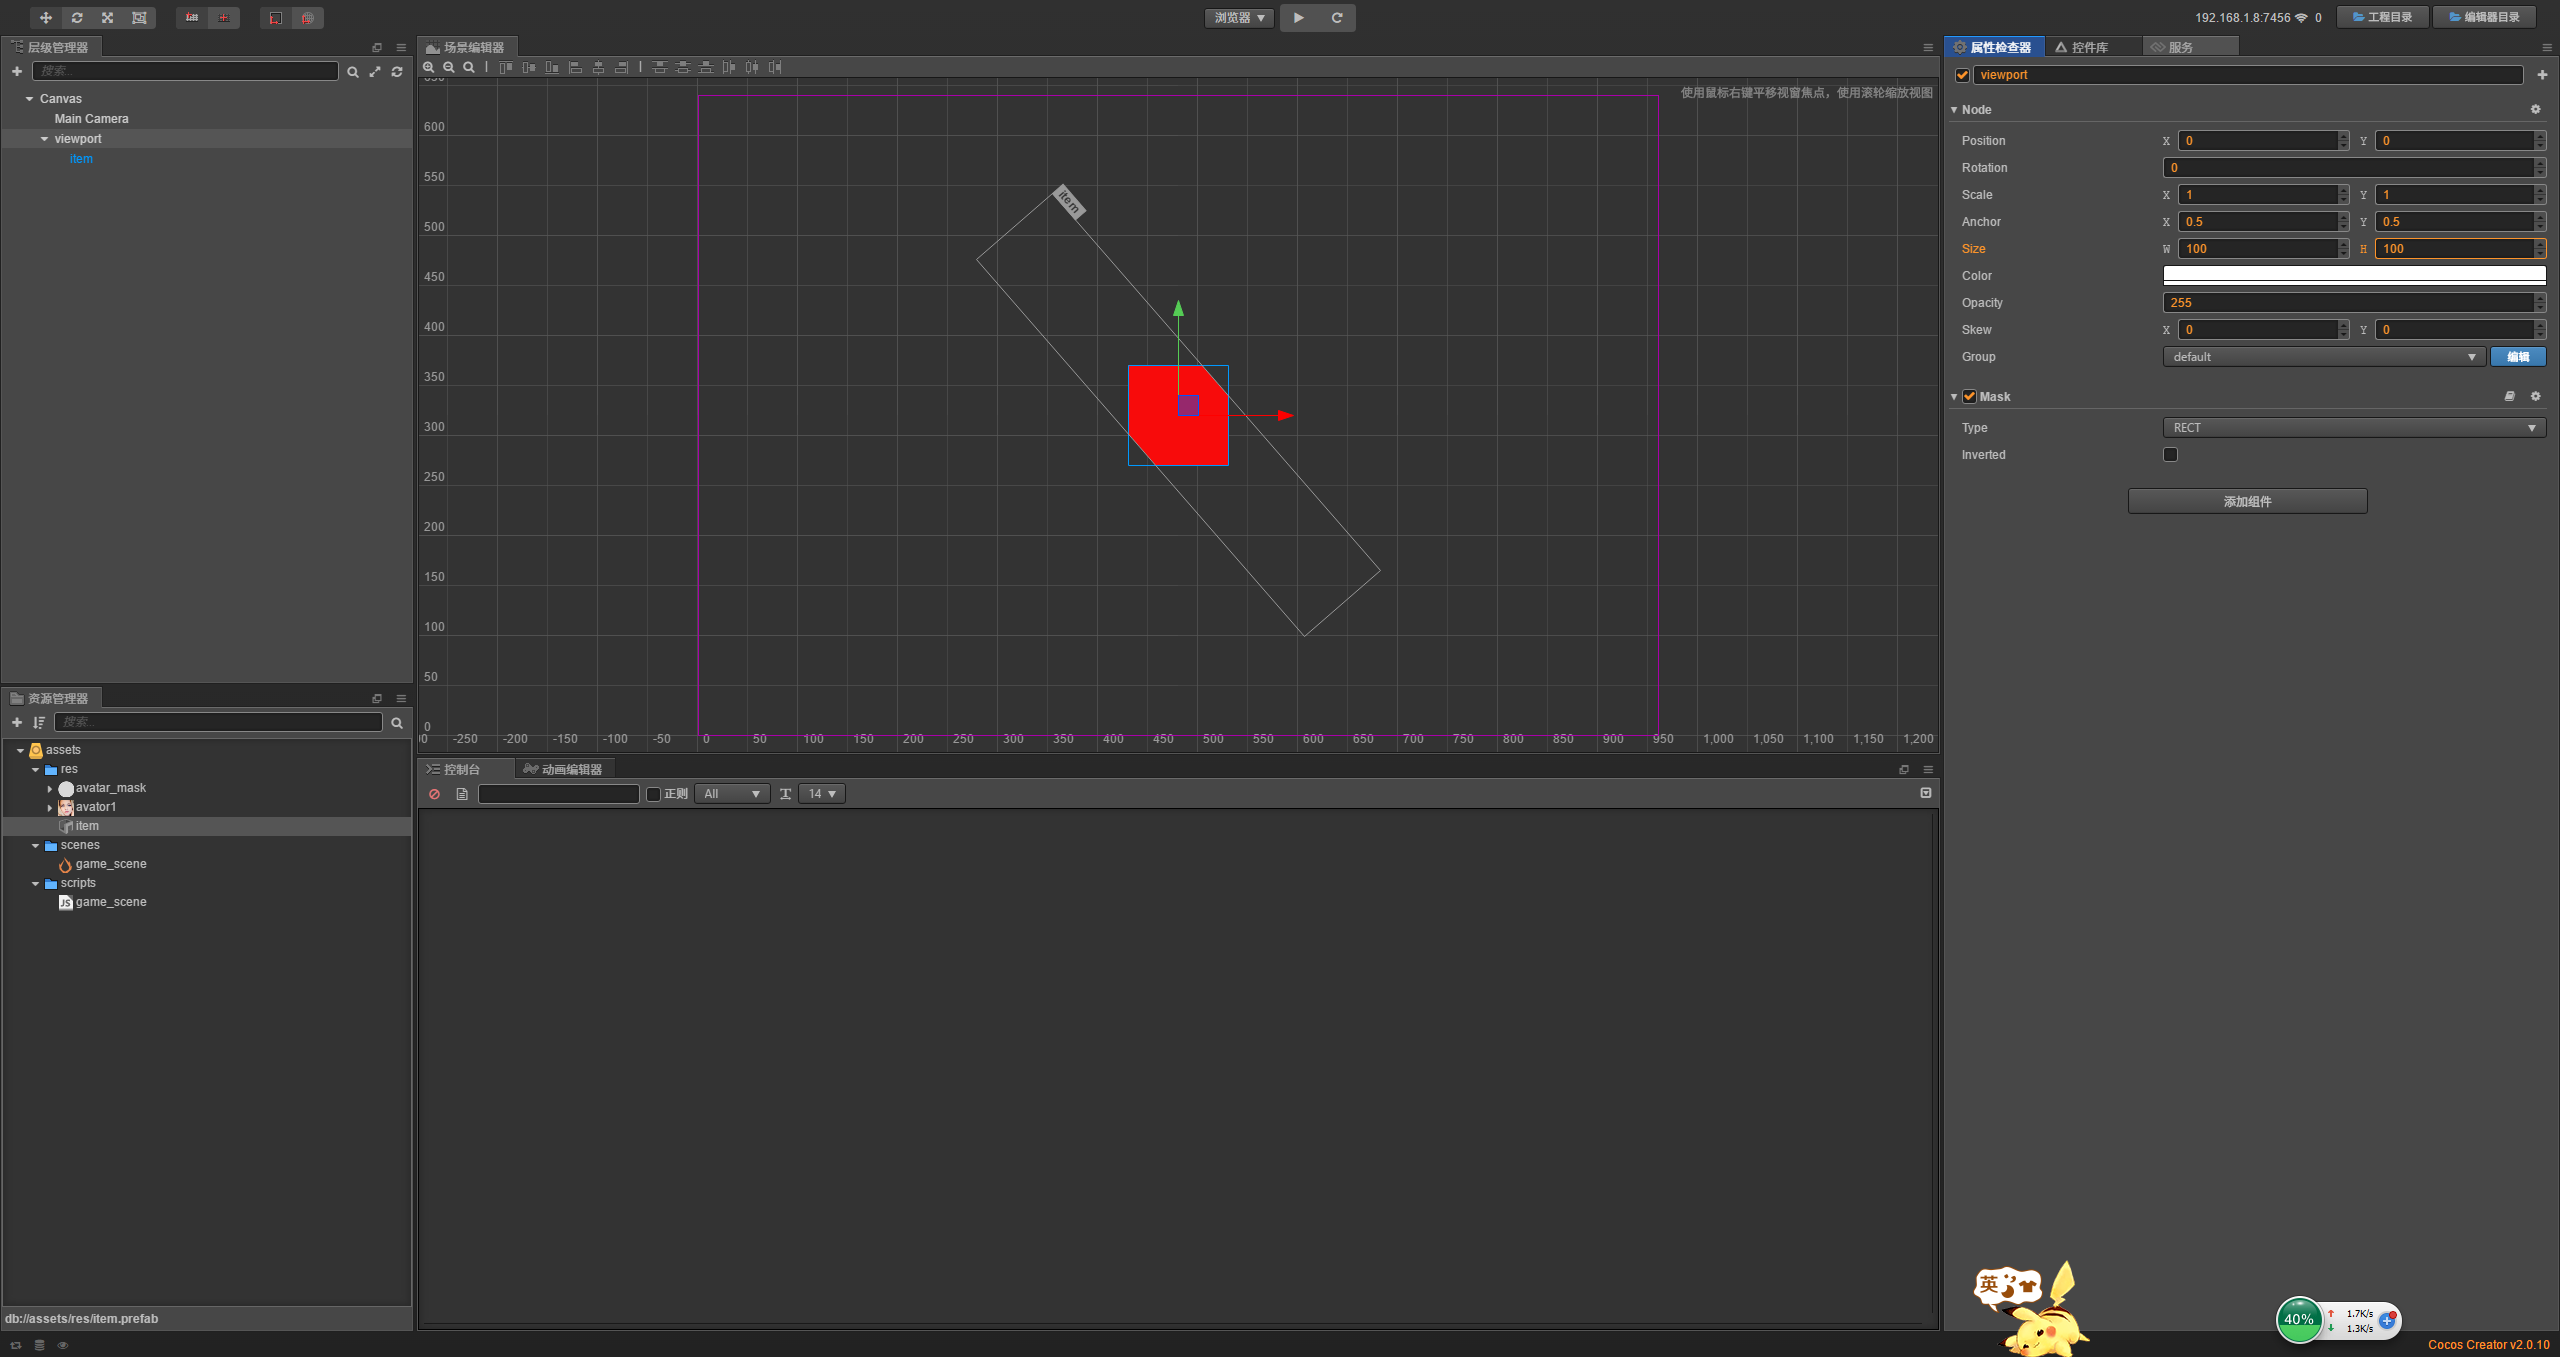 浏览器
192.168.1.8:7456
0
工程目录
编辑器目录
层级管理器
搜索...
Canvas
Main Camera
viewport
item
场景编辑器
使用鼠标右键平移视窗焦点，使用滚轮缩放视图
600
550
500
450
400
350
300
250
200
150
100
50
0
item
-250 -200 -150 -100 -50 0 50 100 150 200 250 300 350 400 450 500 550 600 650 700 750 800 850 900 950 1,000 1,050 1,100 1,150 1,200
资源管理器
搜索...
assets
res
avatar_mask
avator1
item
scenes
game_scene
scripts
JS game_scene
db://assets/res/item.prefab
控制台
动画编辑器
正则
All
14
属性检查器
控件库
服务
viewport
Node
Position X 0 Y 0
Rotation 0
Scale X 1 Y 1
Anchor X 0.5 Y 0.5
Size W 100 H 100
Color
Opacity 255
Skew X 0 Y 0
Group default 编辑
Mask
Type RECT
Inverted
添加组件
英
40%
1.7K/s
1.3K/s
Cocos Creator v2.0.10